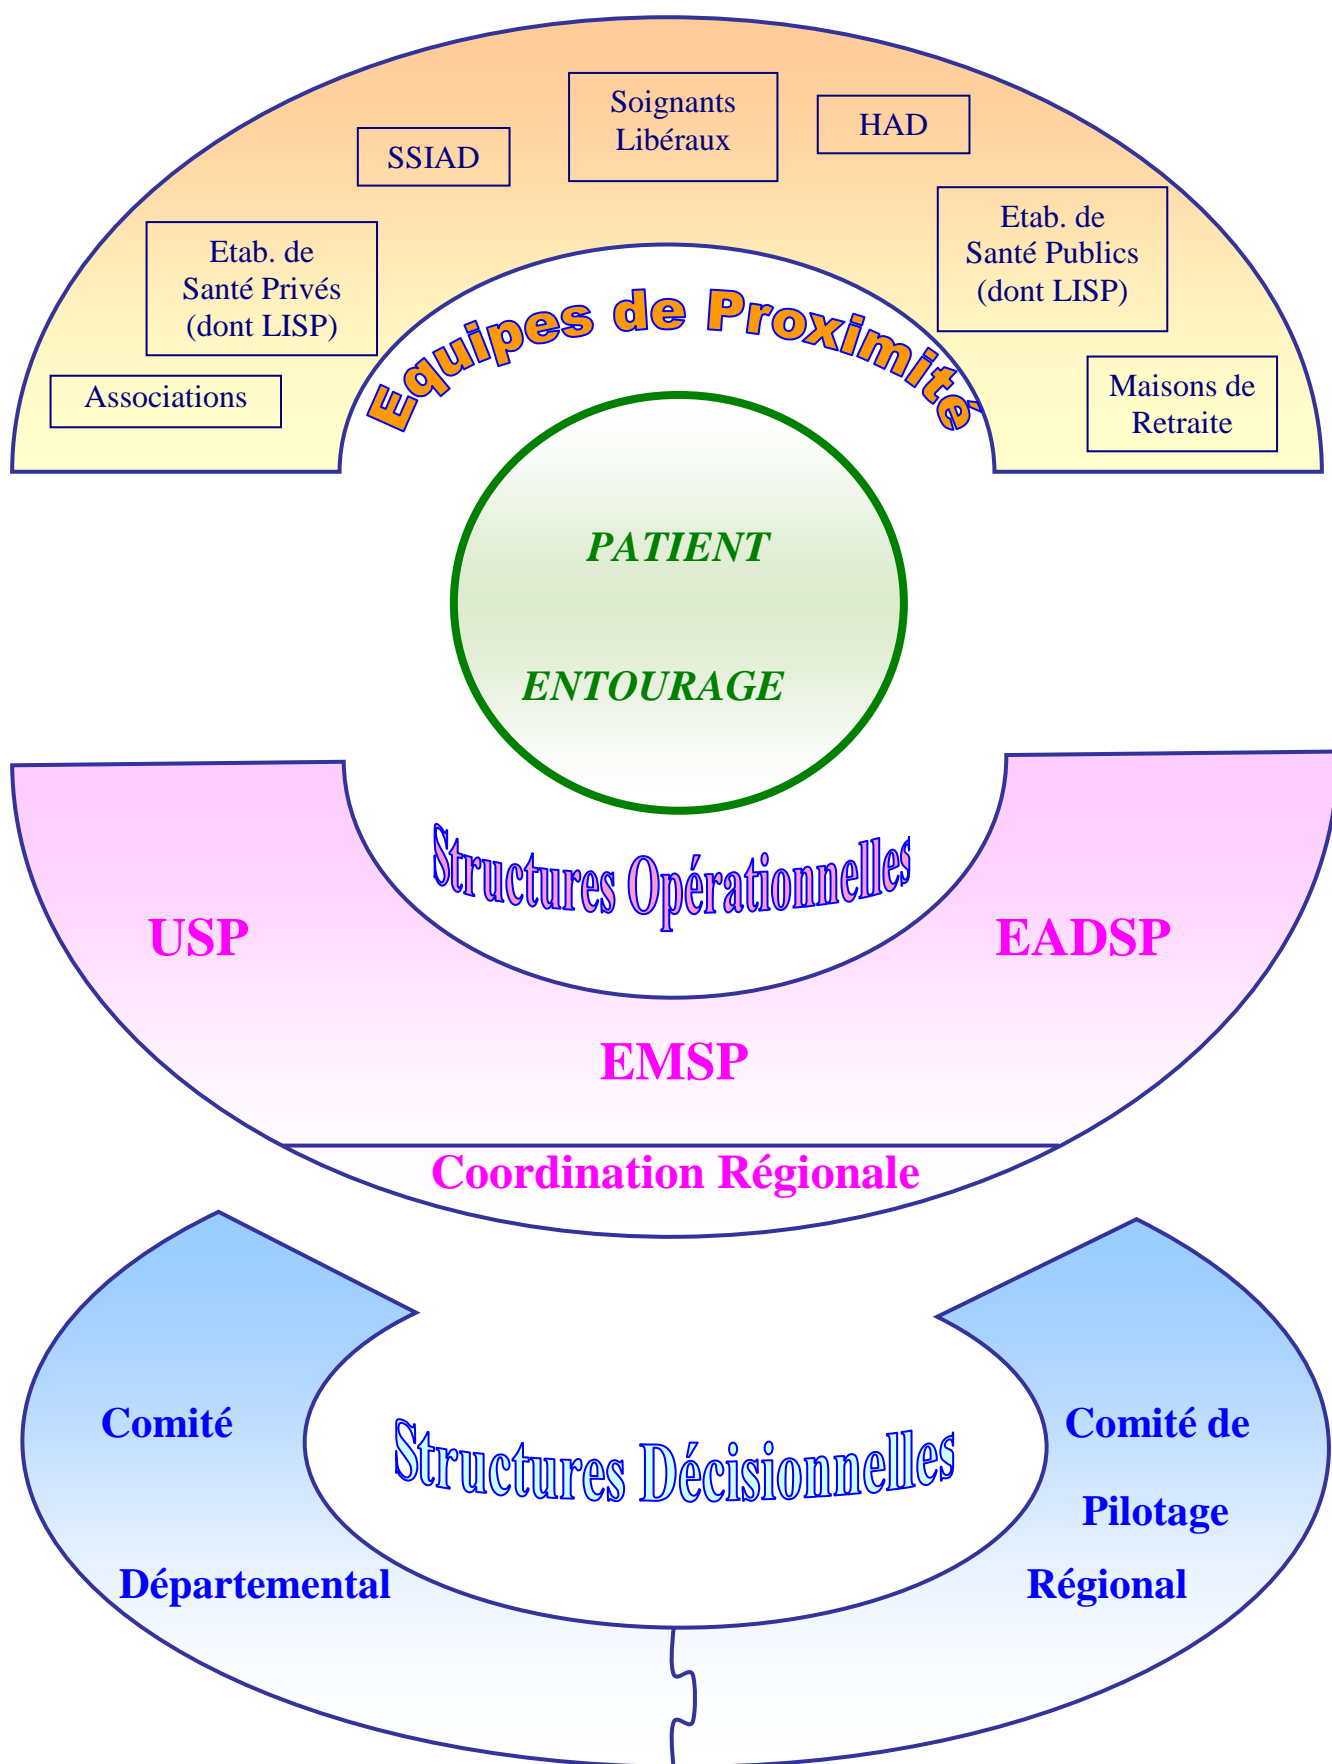 Soignants
Libéraux
HAD
SSIAD
Etab. de
Santé Privés
(dont LISP)
Etab. de
Santé Publics
(dont LISP)
Associations
Maisons de
Retraite
Equipes de Proximité
PATIENT
ENTOURAGE
Structures Opérationnelles
USP
EADSP
EMSP
Coordination Régionale
Structures Décisionnelles
Comité
Départemental
Comité de
Pilotage
Régional